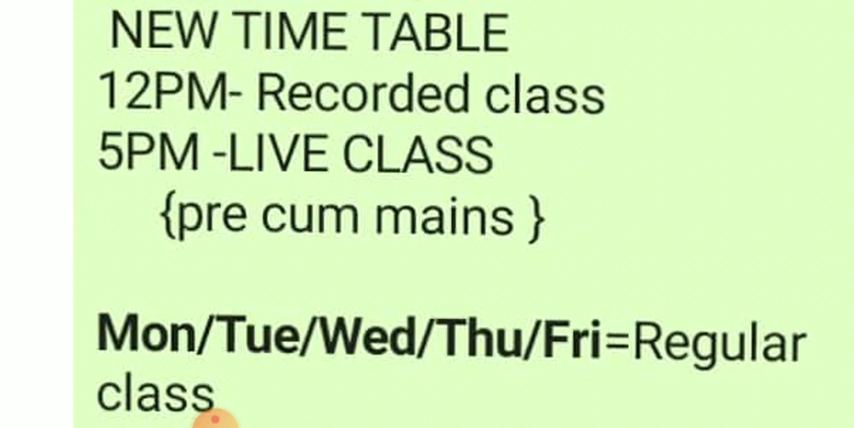 NEW TIME TABLE
12PM- Recorded class
5PM -LIVE CLASS
{pre cum mains }
Mon/Tue/Wed/Thu/Fri=Regular
class